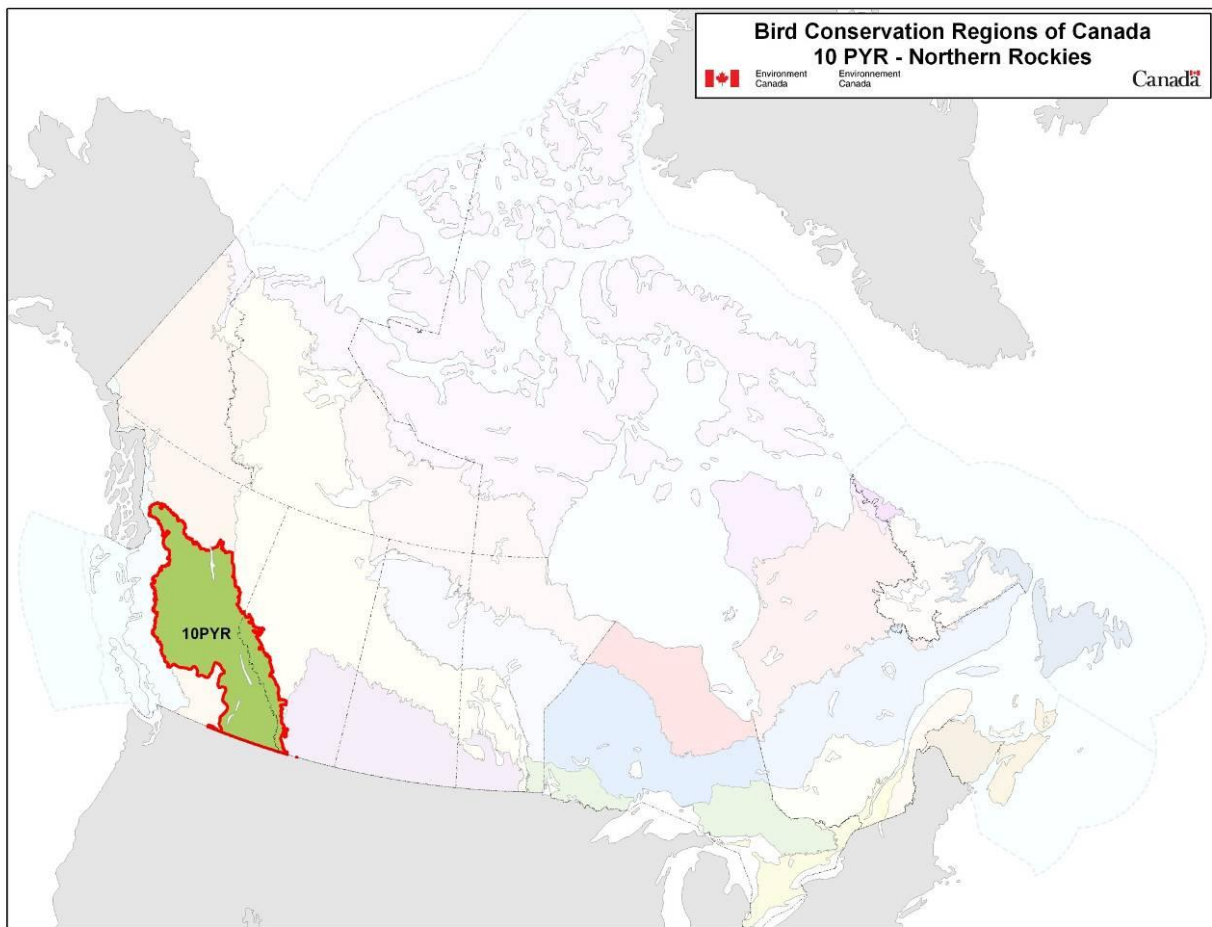 Bird Conservation Regions of Canada
10 PYR - Northern Rockies
Environment Canada
Environnement Canada
Canada
10PYR